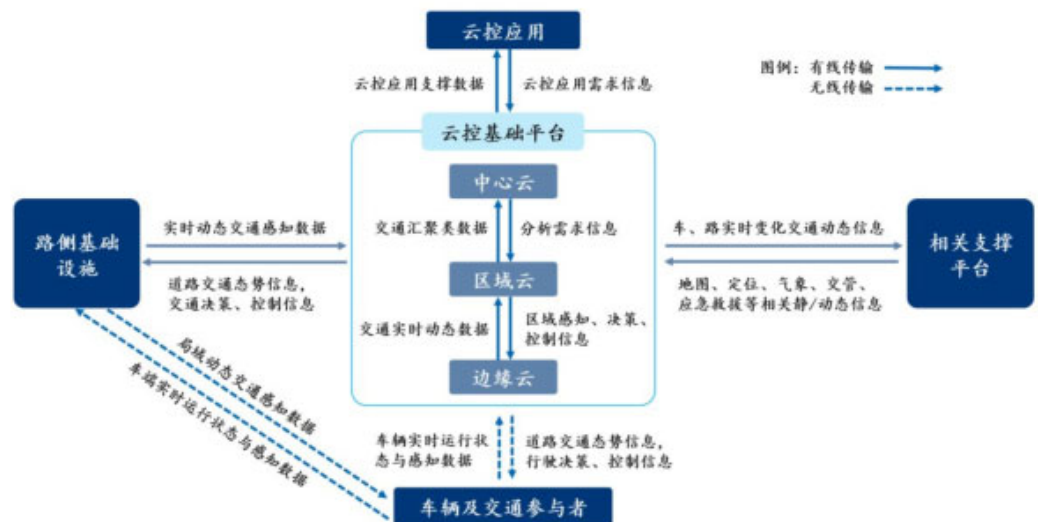 云控应用
图例：有线传输
无线传输
云控应用支撑数据
云控应用需求信息
云控基础平台
中心云
交通汇聚类数据
分析需求信息
区域云
交通实时动态数据
区域感知、决策、
控制信息
边缘云
路侧基础
设施
实时动态交通感知数据
道路交通态势信息，
交通决策、控制信息
车、路实时变化交通动态信息
地图、定位、气象、交管、
应急救援等相关静/动态信息
相关支撑
平台
局域动态交通感知数据
车端实时运行状态与感知数据
车辆实时运行状
态与感知数据
道路交通态势信息，
行驶决策、控制信息
车辆及交通参与者